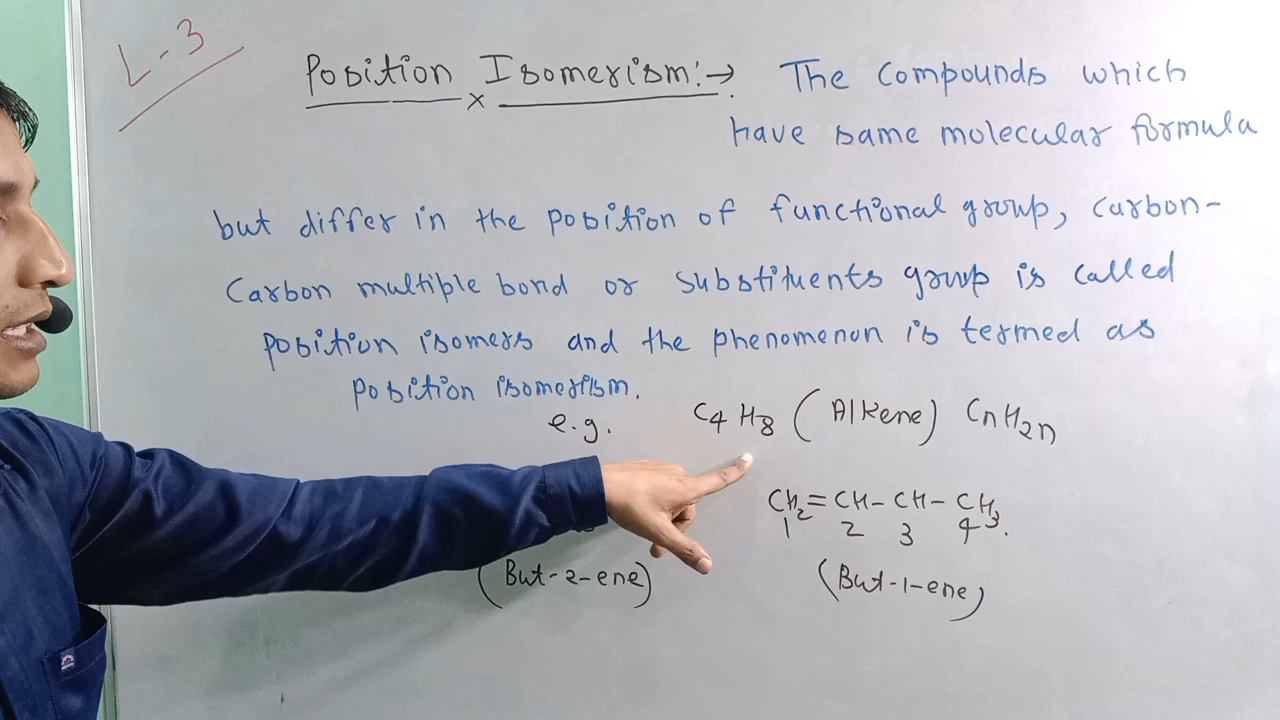 L-3
Position Isomerism:→ The compounds which
have same molecular formula
but differ in the position of functional group, carbon-
Carbon multiple bond or substituents group is called
position isomers and the phenomenon is termed as
position isomerism.
e.g. C4H8 (Alkene) CnH2n
CH2=CH-CH-CH3.
1 2 3 4
(But-2-ene) (But-1-ene)